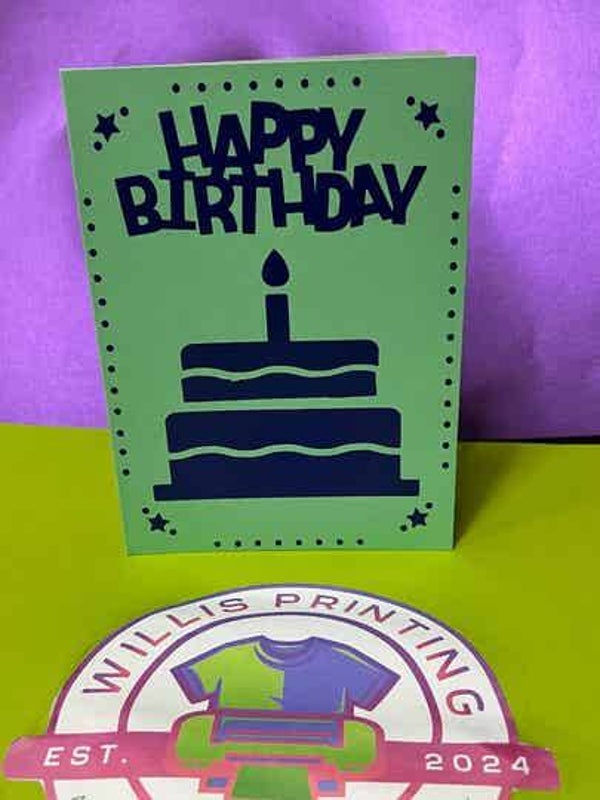 HAPPY
BIRTHDAY
WILLIS PRINTING
EST. 2024